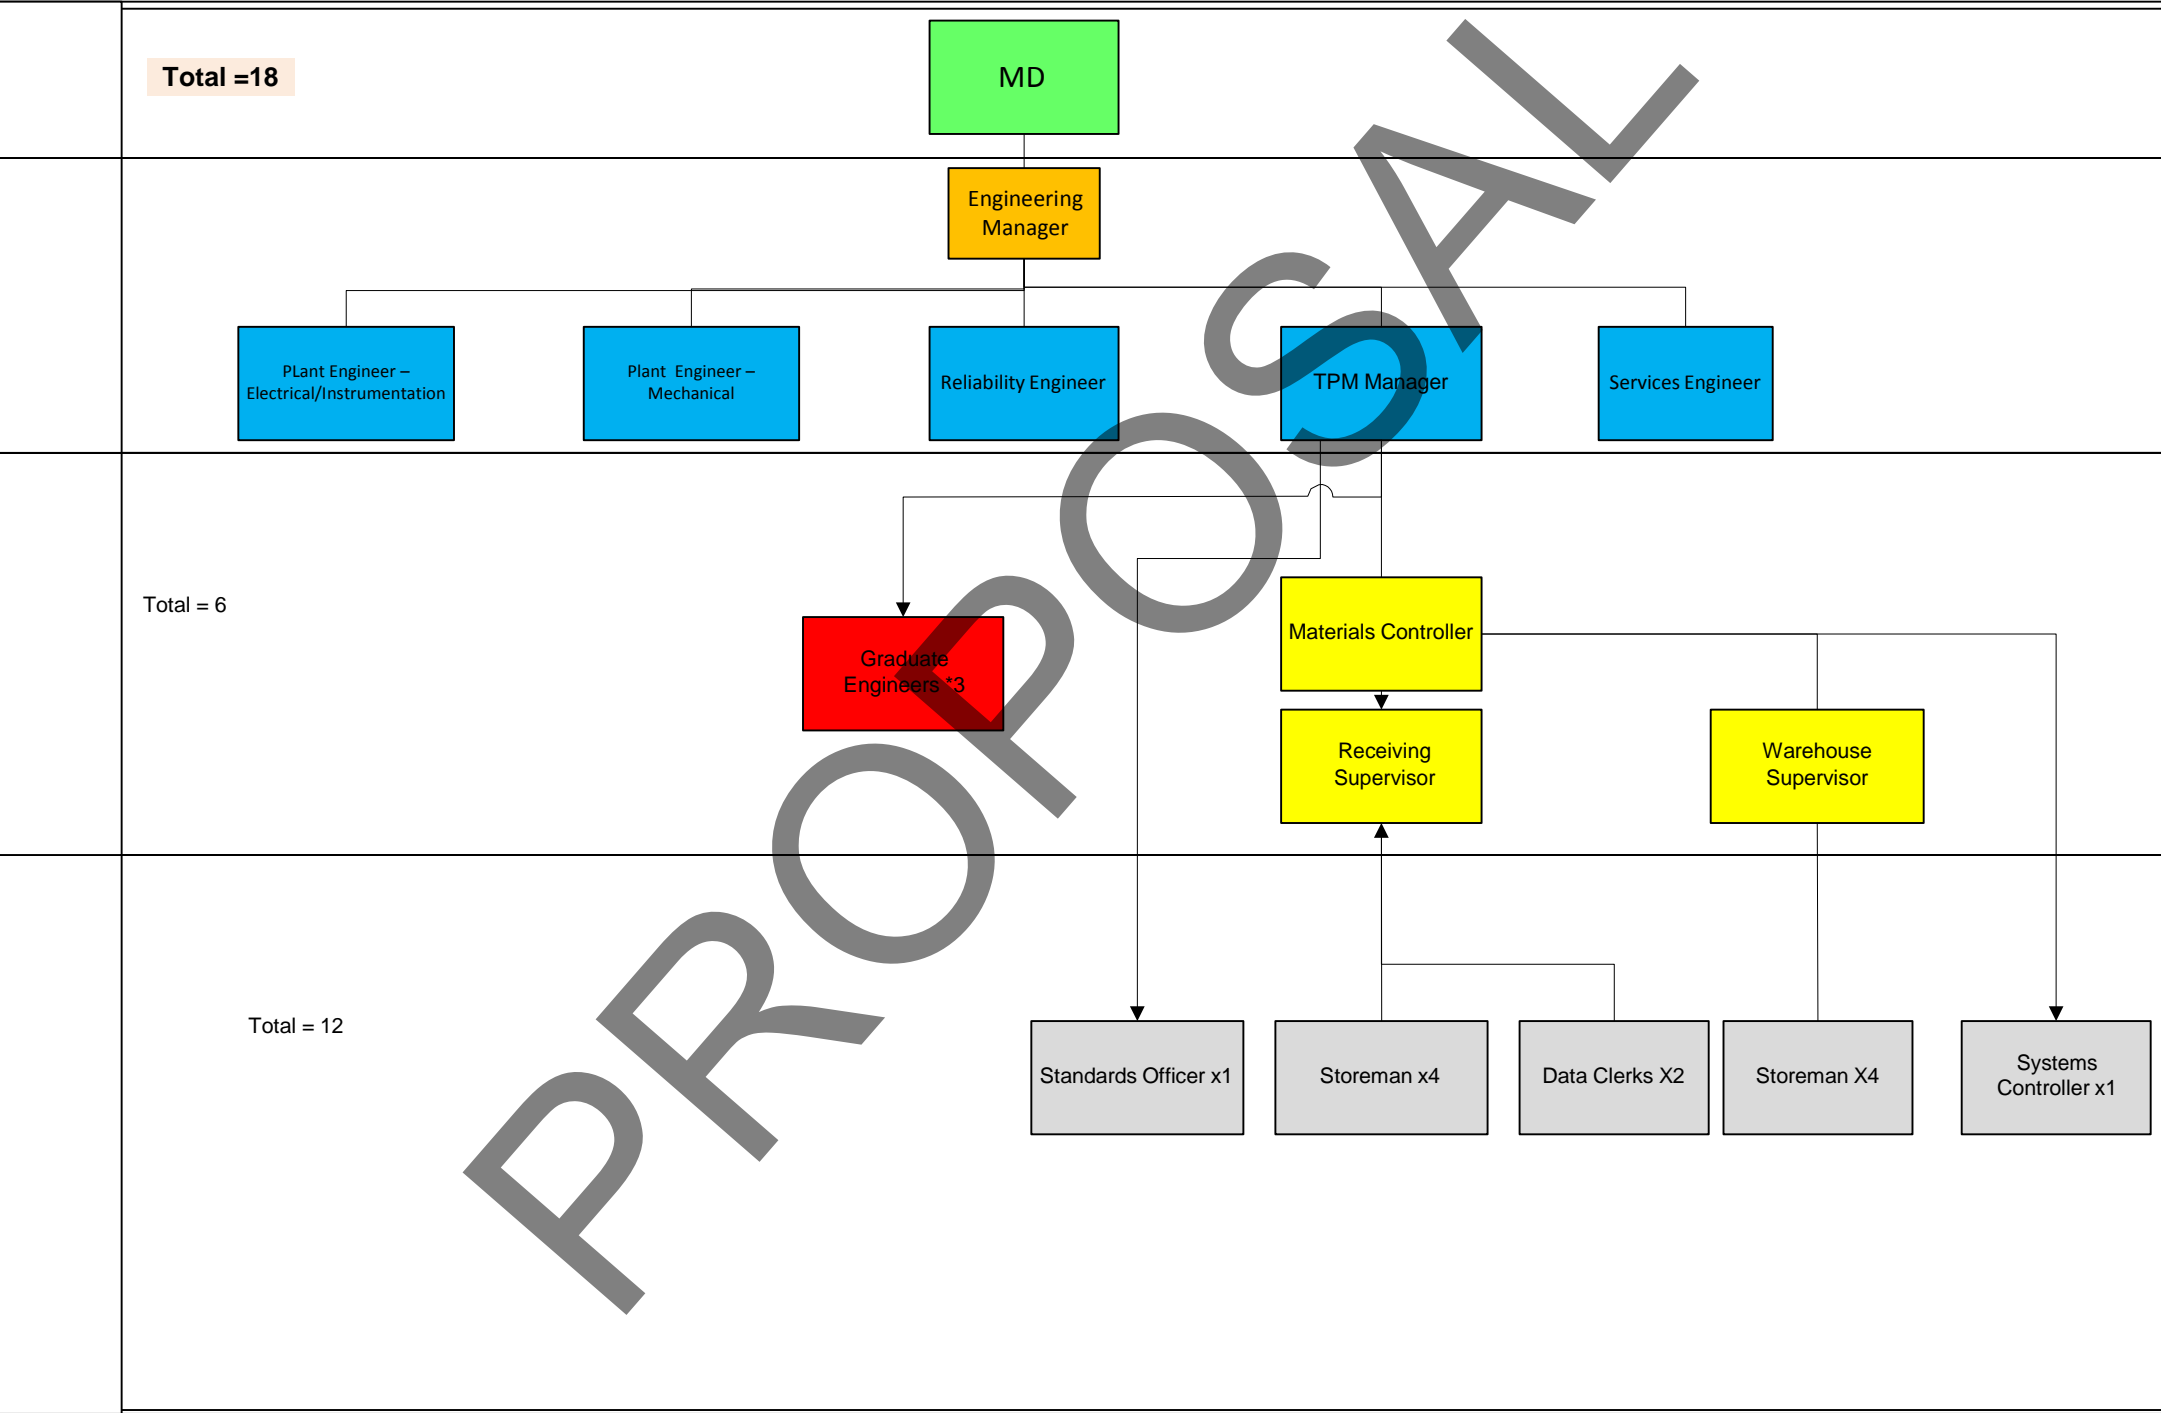 Total =18
MD
Engineering
Manager
PLant Engineer –
Electrical/Instrumentation
Plant  Engineer –
Mechanical
Reliability Engineer
TPM Manager
Services Engineer
Total = 6
Graduate
Engineers *3
Materials Controller
Receiving
Supervisor
Warehouse
Supervisor
Total = 12
Standards Officer x1
Storeman x4
Data Clerks X2
Storeman X4
Systems
Controller x1
PROPOSAL